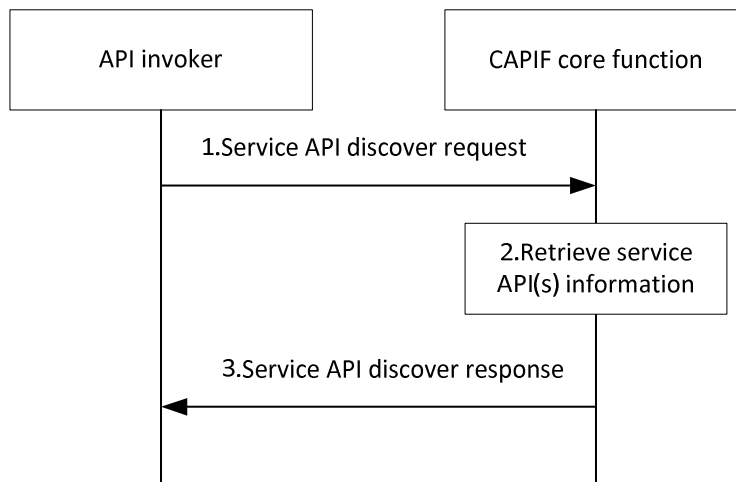 API invoker
CAPIF core function
1.Service API discover request
2.Retrieve service
API(s) information
3.Service API discover response